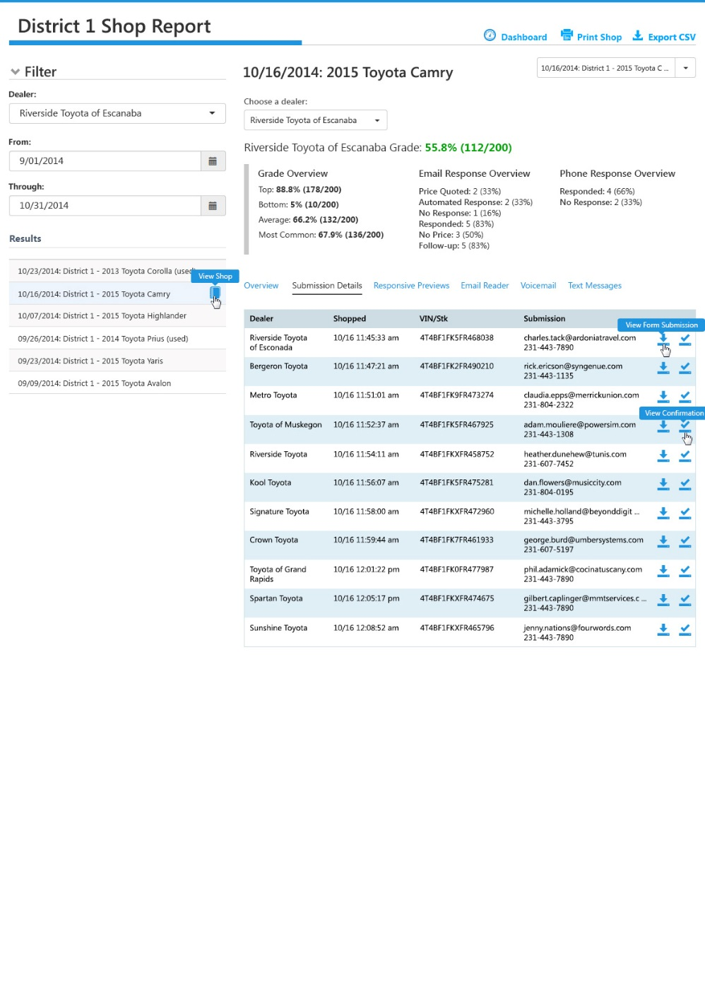 District 1 Shop Report
Dashboard
Print Shop
Export CSV
Filter
Dealer:
Riverside Toyota of Escanaba
From:
9/01/2014
Through:
10/31/2014
Results
10/23/2014: District 1 - 2013 Toyota Corolla (used
View Shop
10/16/2014: District 1 - 2015 Toyota Camry
10/07/2014: District 1 - 2015 Toyota Highlander
09/26/2014: District 1 - 2014 Toyota Prius (used)
09/23/2014: District 1 - 2015 Toyota Yaris
09/09/2014: District 1 - 2015 Toyota Avalon
10/16/2014: 2015 Toyota Camry
10/16/2014: District 1 - 2015 Toyota C ...
Choose a dealer:
Riverside Toyota of Escanaba
Riverside Toyota of Escanaba Grade: 55.8% (112/200)
Grade Overview
Top: 88.8% (178/200)
Bottom: 5% (10/200)
Average: 66.2% (132/200)
Most Common: 67.9% (136/200)
Email Response Overview
Price Quoted: 2 (33%)
Automated Response: 2 (33%)
No Response: 1 (16%)
Responded: 5 (83%)
No Price: 3 (50%)
Follow-up: 5 (83%)
Phone Response Overview
Responded: 4 (66%)
No Response: 2 (33%)
Overview Submission Details Responsive Previews Email Reader Voicemail Text Messages
Dealer Shopped VIN/Stk Submission
View Form Submission
Riverside Toyota 10/16 11:45:33 am 4T4BF1FK5FR468038 charles.tack@ardoniatravel.com
of Esconada 231-443-7890
Bergeron Toyota 10/16 11:47:21 am 4T4BF1FK2FR490210 rick.ericson@syngenue.com
231-443-1135
Metro Toyota 10/16 11:51:01 am 4T4BF1FK9FR473274 claudia.epps@merrickunion.com
231-804-2322
View Confirmation
Toyota of Muskegon 10/16 11:52:37 am 4T4BF1FK5FR467925 adam.mouliere@powersim.com
231-443-1308
Riverside Toyota 10/16 11:54:11 am 4T4BF1FKXFR458752 heather.dunehew@tunis.com
231-607-7452
Kool Toyota 10/16 11:56:07 am 4T4BF1FK5FR475281 dan.flowers@musiccity.com
231-804-0195
Signature Toyota 10/16 11:58:00 am 4T4BF1FKXFR472960 michelle.holland@beyonddigit ...
231-443-3795
Crown Toyota 10/16 11:59:44 am 4T4BF1FK7FR461933 george.burd@umbersystems.com
231-607-5197
Toyota of Grand 10/16 12:01:22 pm 4T4BF1FK0FR477987 phil.adamick@cocinatuscany.com
Rapids 231-443-7890
Spartan Toyota 10/16 12:05:17 pm 4T4BF1FKXFR474675 gilbert.caplinger@mmtservices.c ...
231-443-7890
Sunshine Toyota 10/16 12:08:52 am 4T4BF1FKXFR465796 jenny.nations@fourwords.com
231-443-7890